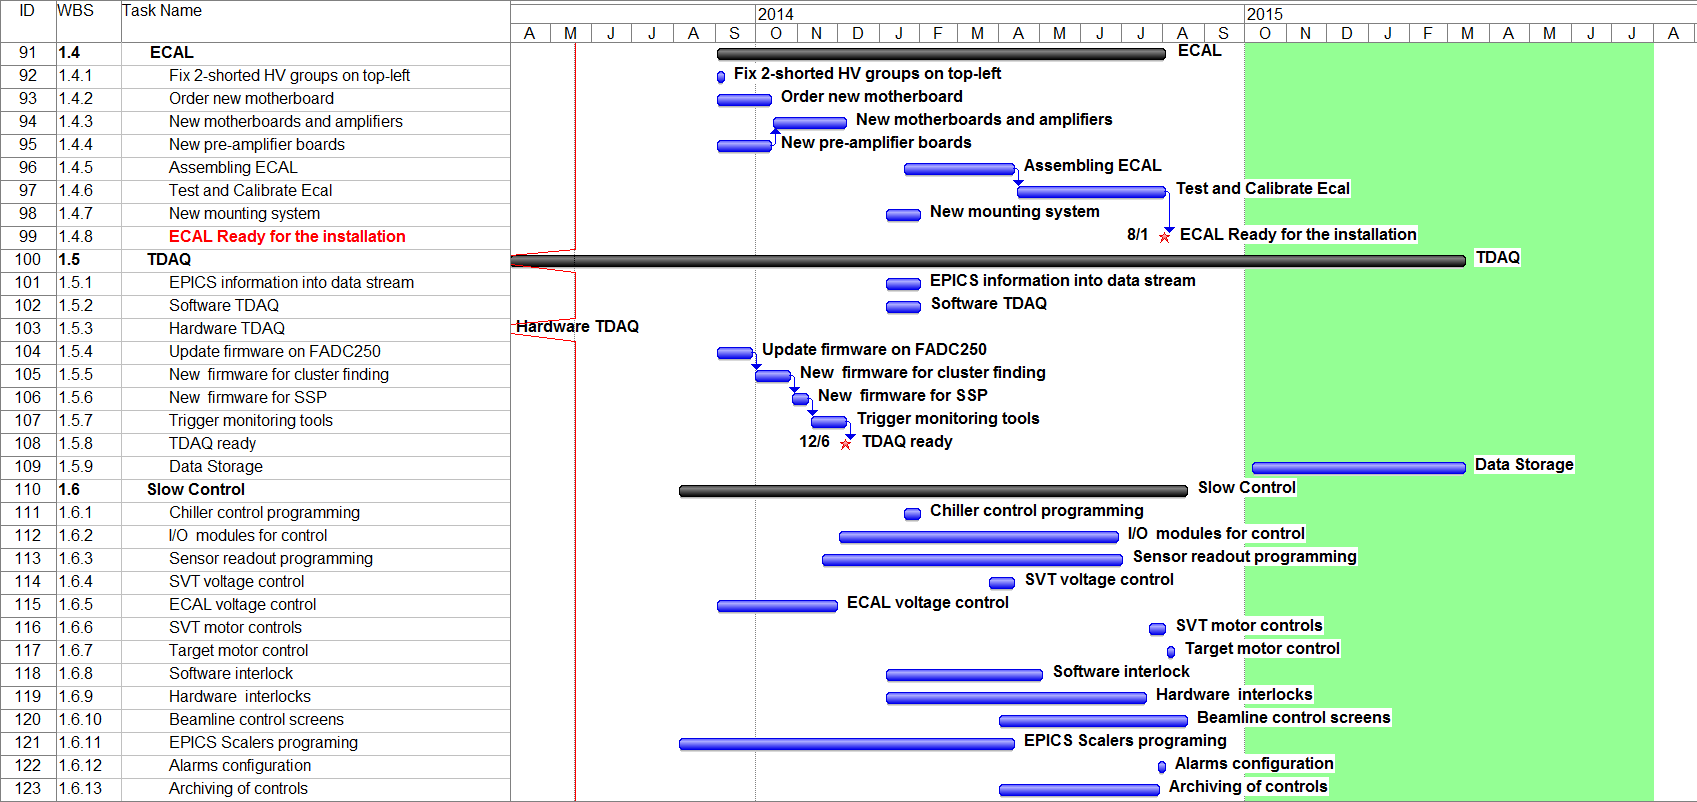 ID WBS Task Name
2014 2015
A M J J A S O N D J F M A M J J A S O N D J F M A M J J A
91 1.4 ECAL ECAL
92 1.4.1 Fix 2-shorted HV groups on top-left Fix 2-shorted HV groups on top-left
93 1.4.2 Order new motherboard Order new motherboard
94 1.4.3 New motherboards and amplifiers New motherboards and amplifiers
95 1.4.4 New pre-amplifier boards New pre-amplifier boards
96 1.4.5 Assembling ECAL Assembling ECAL
97 1.4.6 Test and Calibrate Ecal Test and Calibrate Ecal
98 1.4.7 New mounting system New mounting system
99 1.4.8 ECAL Ready for the installation 8/1 ECAL Ready for the installation
100 1.5 TDAQ TDAQ
101 1.5.1 EPICS information into data stream EPICS information into data stream
102 1.5.2 Software TDAQ Software TDAQ
103 1.5.3 Hardware TDAQ Hardware TDAQ
104 1.5.4 Update firmware on FADC250 Update firmware on FADC250
105 1.5.5 New firmware for cluster finding New firmware for cluster finding
106 1.5.6 New firmware for SSP New firmware for SSP
107 1.5.7 Trigger monitoring tools Trigger monitoring tools
108 1.5.8 TDAQ ready 12/6 TDAQ ready
109 1.5.9 Data Storage Data Storage
110 1.6 Slow Control Slow Control
111 1.6.1 Chiller control programming Chiller control programming
112 1.6.2 I/O modules for control I/O modules for control
113 1.6.3 Sensor readout programming Sensor readout programming
114 1.6.4 SVT voltage control SVT voltage control
115 1.6.5 ECAL voltage control ECAL voltage control
116 1.6.6 SVT motor controls SVT motor controls
117 1.6.7 Target motor control Target motor control
118 1.6.8 Software interlock Software interlock
119 1.6.9 Hardware interlocks Hardware interlocks
120 1.6.10 Beamline control screens Beamline control screens
121 1.6.11 EPICS Scalers programing EPICS Scalers programing
122 1.6.12 Alarms configuration Alarms configuration
123 1.6.13 Archiving of controls Archiving of controls